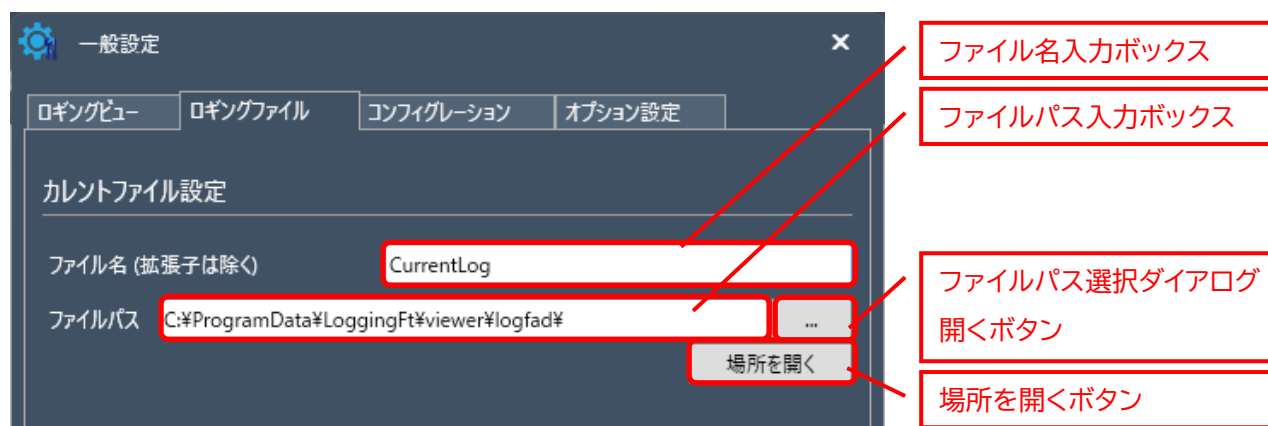 一般設定
×
ファイル名入力ボックス
ロギングビュー ロギングファイル コンフィグレーション オプション設定
ファイルパス入力ボックス
カレントファイル設定
ファイル名 (拡張子は除く) CurrentLog
ファイルパス選択ダイアログ
開くボタン
ファイルパス C:¥ProgramData¥LoggingFt¥viewer¥logfad¥ ...
場所を開く
場所を開くボタン